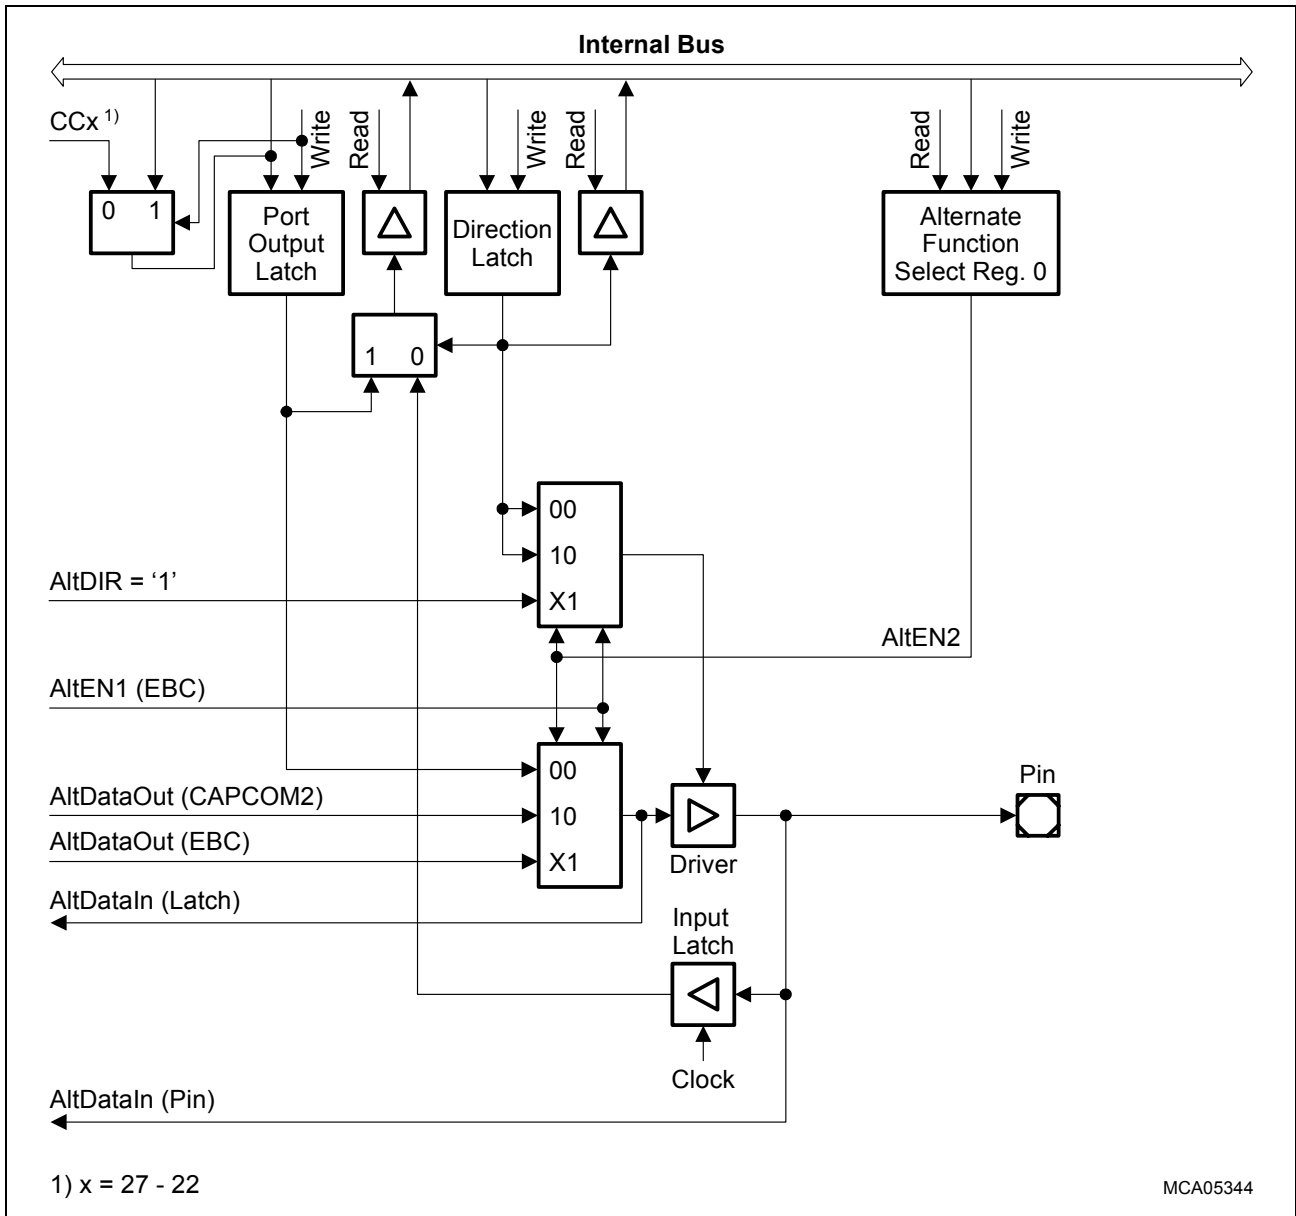 Internal Bus
CCx 1)
Write
Read
Write
Read
Read
Write
0 1
Port
Output
Latch
Direction
Latch
Alternate
Function
Select Reg. 0
1 0
00
10
X1
AltDIR = ‘1’
AltEN2
AltEN1 (EBC)
00
10
X1
AltDataOut (CAPCOM2)
AltDataOut (EBC)
Driver
Pin
AltDataIn (Latch)
Input
Latch
Clock
AltDataIn (Pin)
1) x = 27 - 22
MCA05344